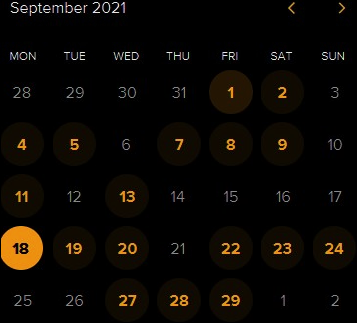 September 2021 < >
MON TUE WED THU FRI SAT SUN
28 29 30 31 1 2 3
4 5 6 7 8 9 10
11 12 13 14 15 16 17
18 19 20 21 22 23 24
25 26 27 28 29 1 2